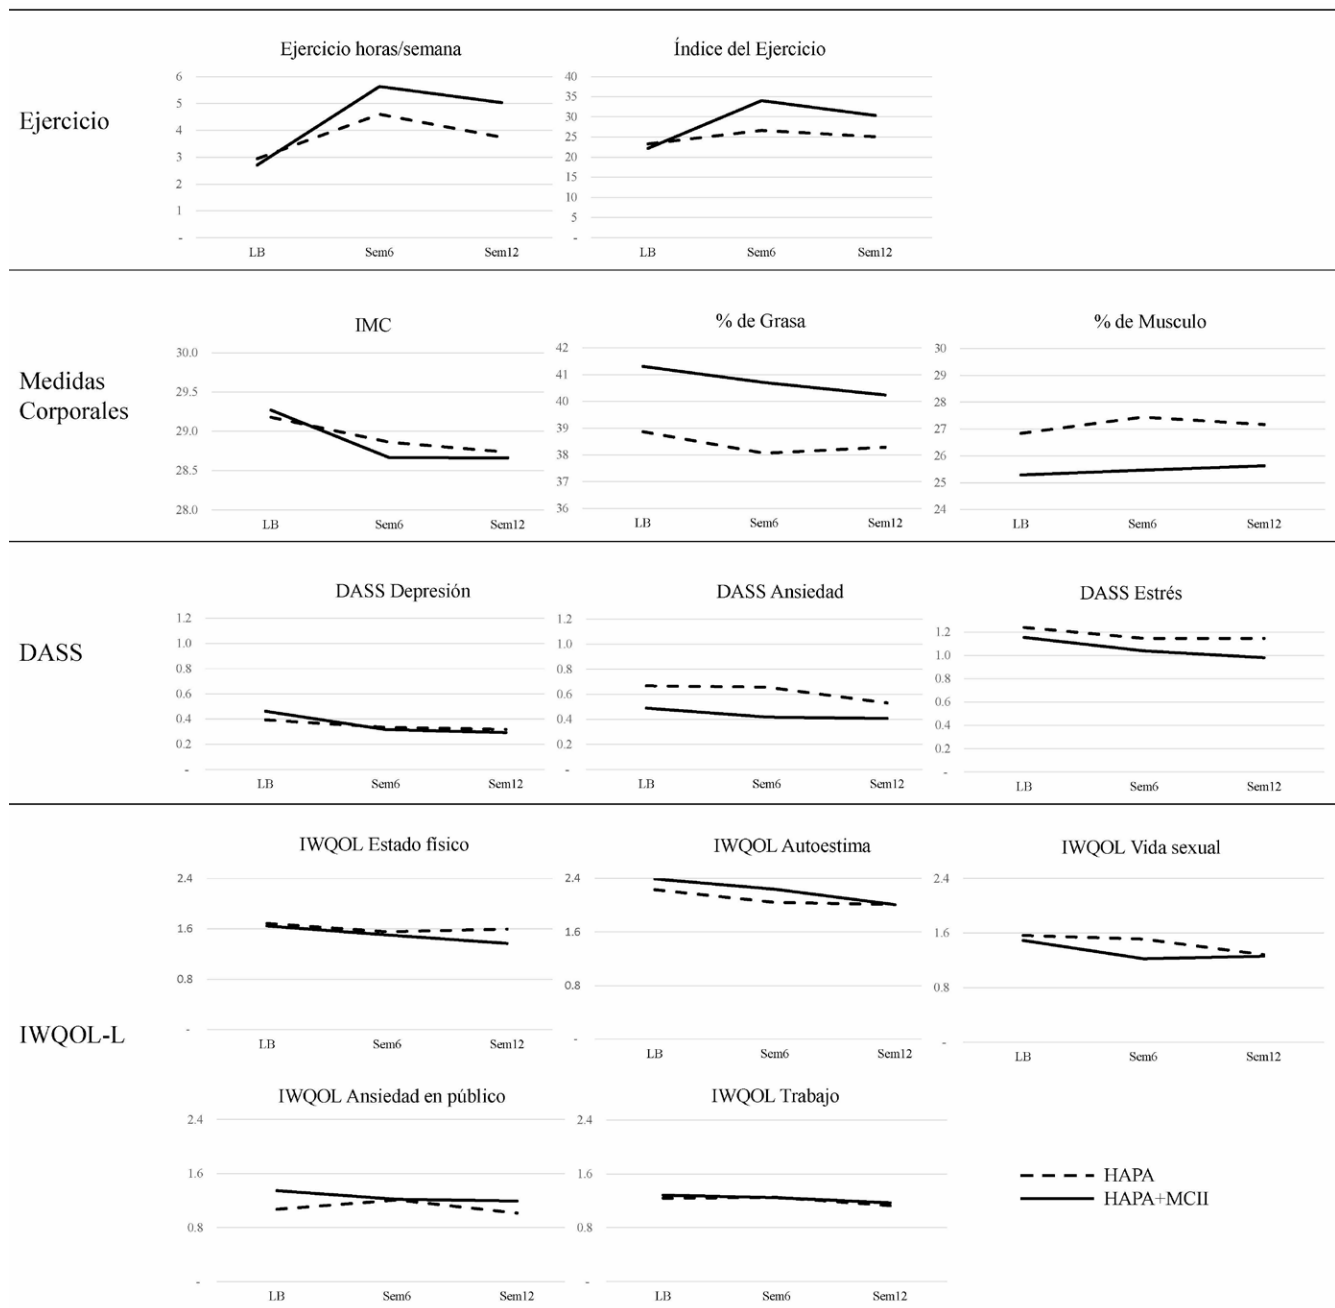 Ejercicio
Ejercicio horas/semana
6
5
4
3
2
1
-
LB Sem6 Sem12
Índice del Ejercicio
40
35
30
25
20
15
10
5
-
LB Sem6 Sem12
Medidas
Corporales
IMC
30.0
29.5
29.0
28.5
28.0
LB Sem6 Sem12
% de Grasa
42
41
40
39
38
37
36
LB Sem6 Sem12
% de Musculo
30
29
28
27
26
25
24
LB Sem6 Sem12
DASS
DASS Depresión
1.2
1.0
0.8
0.6
0.4
0.2
-
LB Sem6 Sem12
DASS Ansiedad
1.2
1.0
0.8
0.6
0.4
0.2
-
LB Sem6 Sem12
DASS Estrés
1.2
1.0
0.8
0.6
0.4
0.2
-
LB Sem6 Sem12
IWQOL-L
IWQOL Estado físico
2.4
1.6
0.8
-
LB Sem6 Sem12
IWQOL Autoestima
2.4
1.6
0.8
-
LB Sem6 Sem12
IWQOL Vida sexual
2.4
1.6
0.8
-
LB Sem6 Sem12
IWQOL Ansiedad en público
2.4
1.6
0.8
-
LB Sem6 Sem12
IWQOL Trabajo
2.4
1.6
0.8
-
LB Sem6 Sem12
HAPA
HAPA+MCII